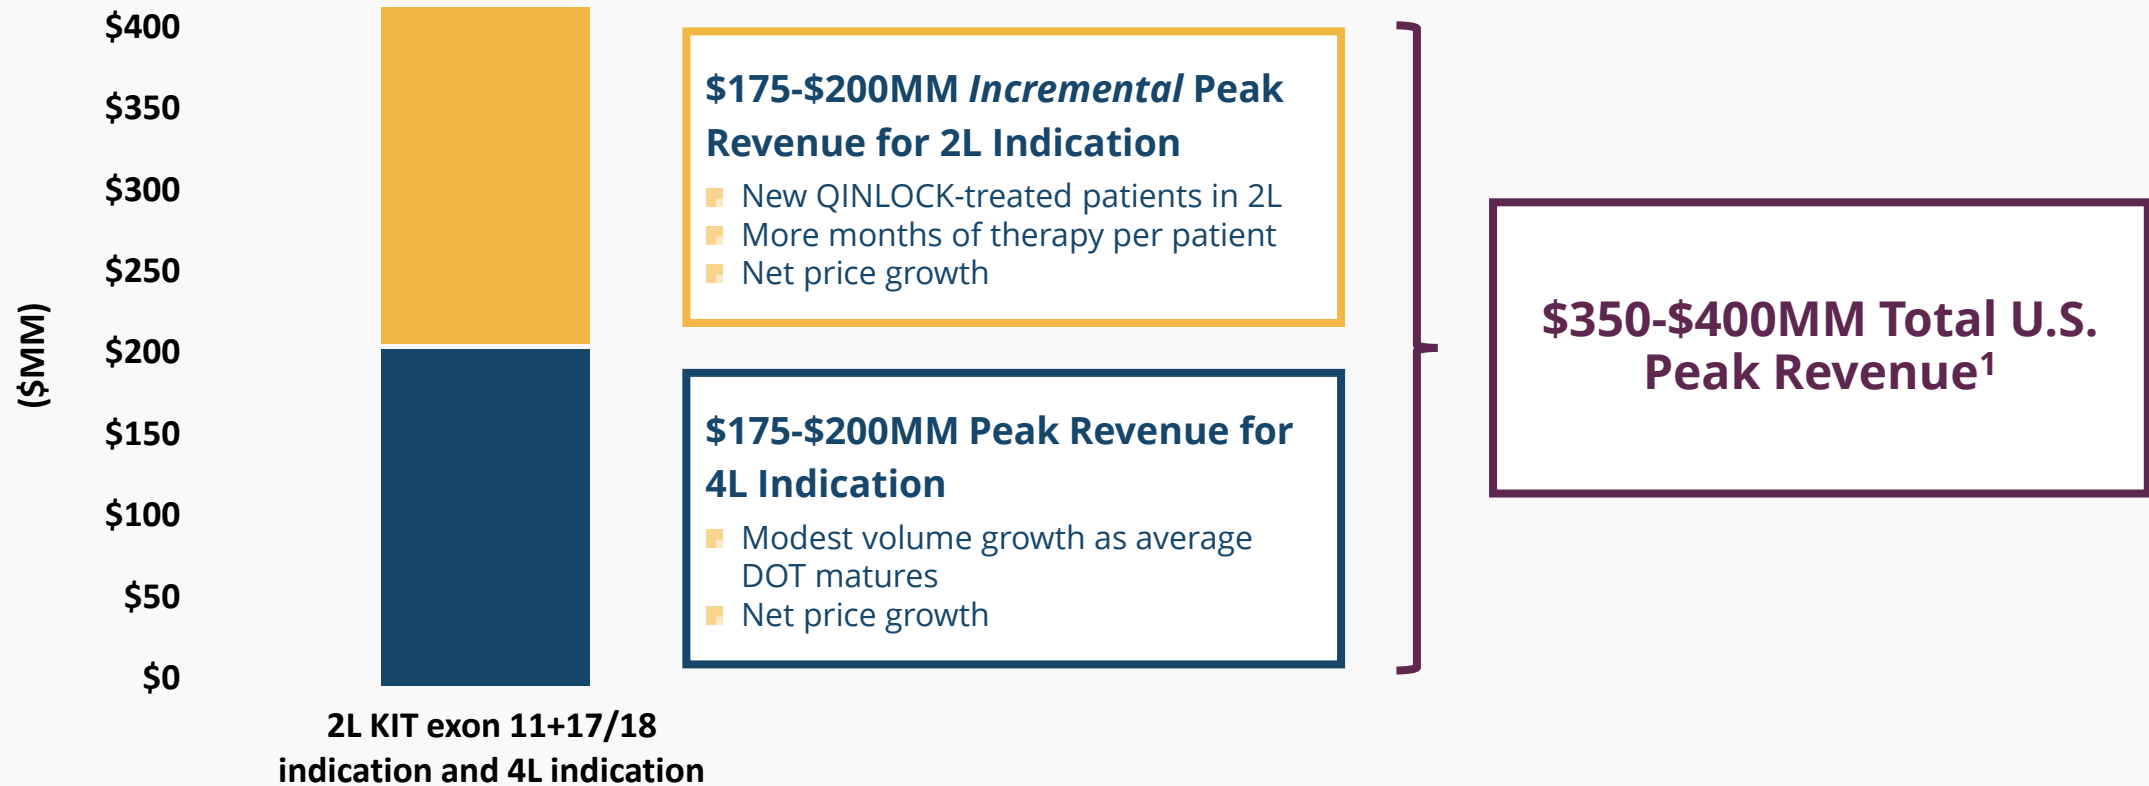 $400
$350
$300
$250
$200
$150
$100
$50
$0
($MM)
2L KIT exon 11+17/18
indication and 4L indication
$175-$200MM Incremental Peak
Revenue for 2L Indication
New QINLOCK-treated patients in 2L
More months of therapy per patient
Net price growth
$175-$200MM Peak Revenue for
4L Indication
Modest volume growth as average
DOT matures
Net price growth
$350-$400MM Total U.S.
Peak Revenue¹